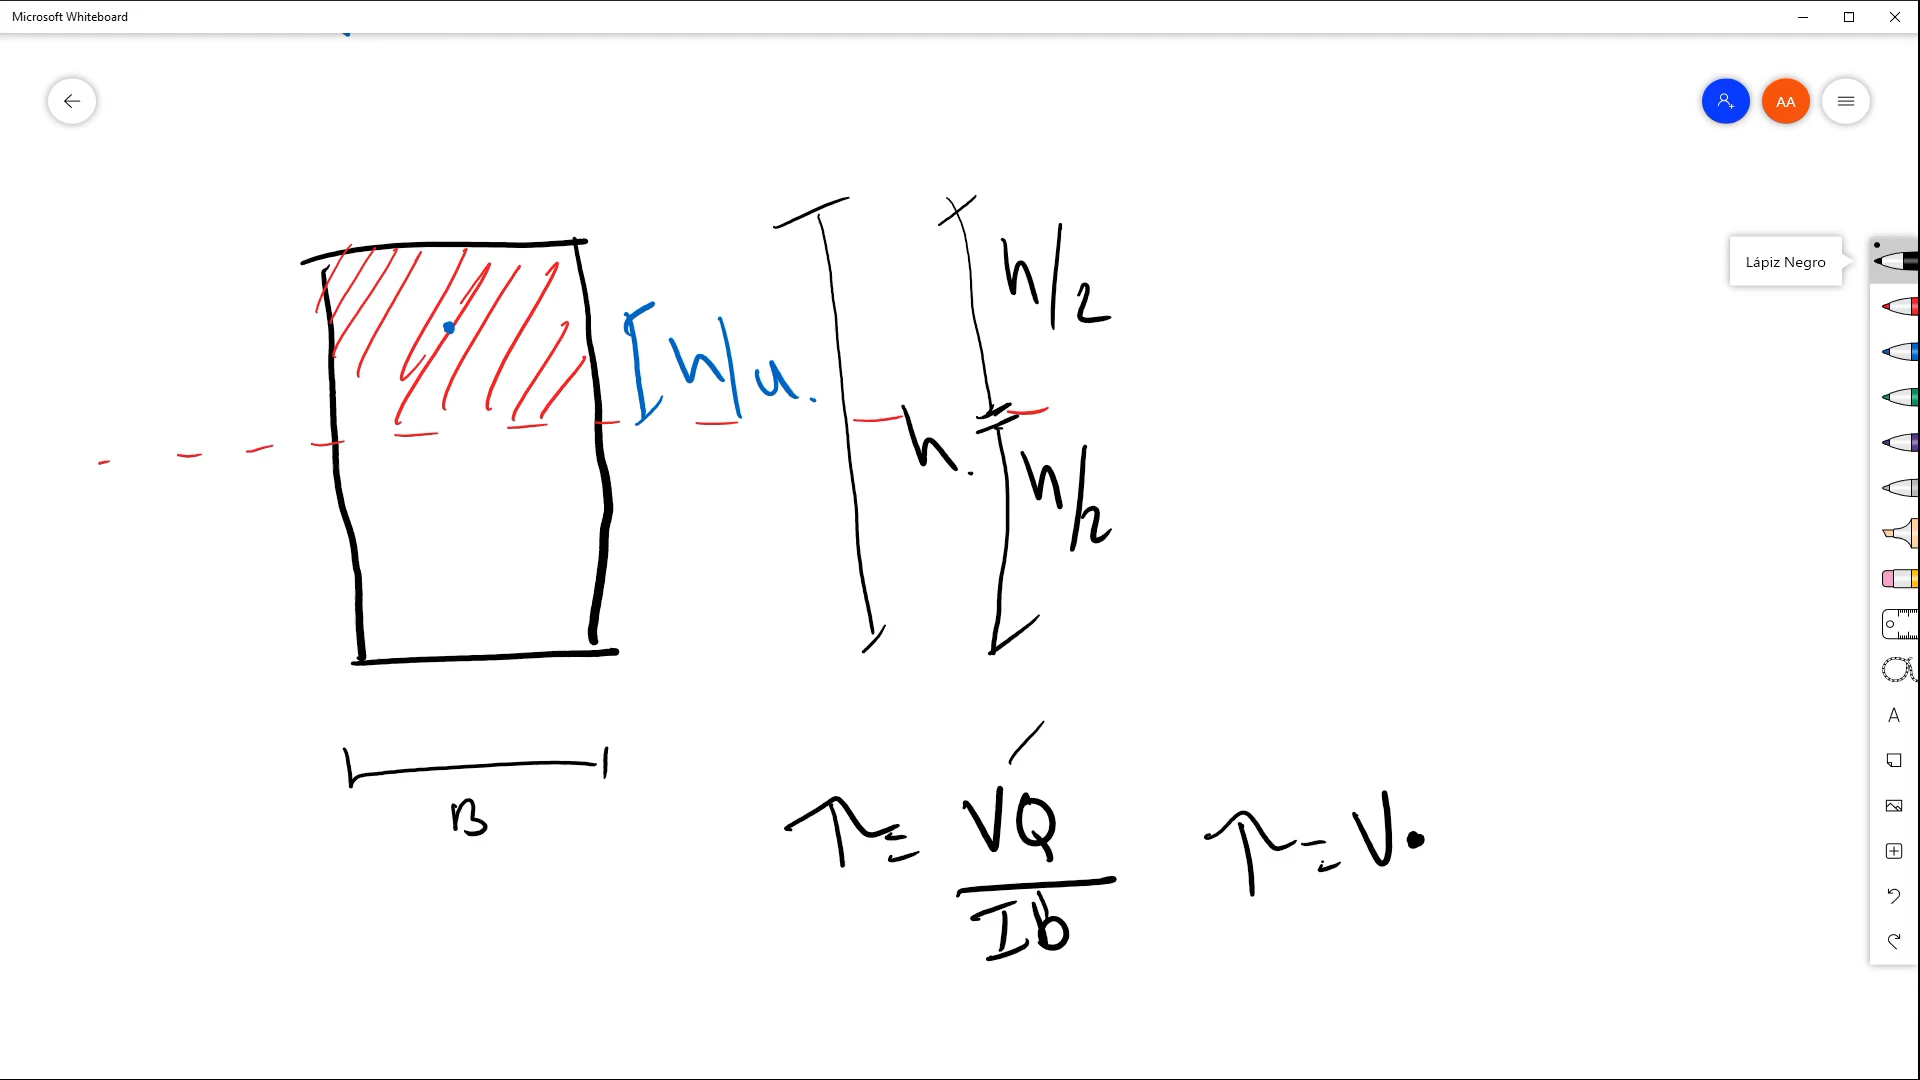 Microsoft Whiteboard
AA
Lápiz Negro
h/2
h/4.
h.
h/2
B
τ = VQ / Ib
τ = V•
A